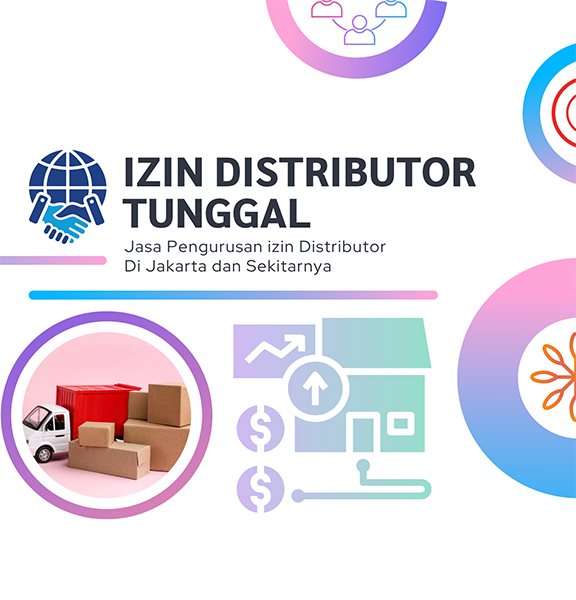 IZIN DISTRIBUTOR
TUNGGAL
Jasa Pengurusan izin Distributor
Di Jakarta dan Sekitarnya
$
$